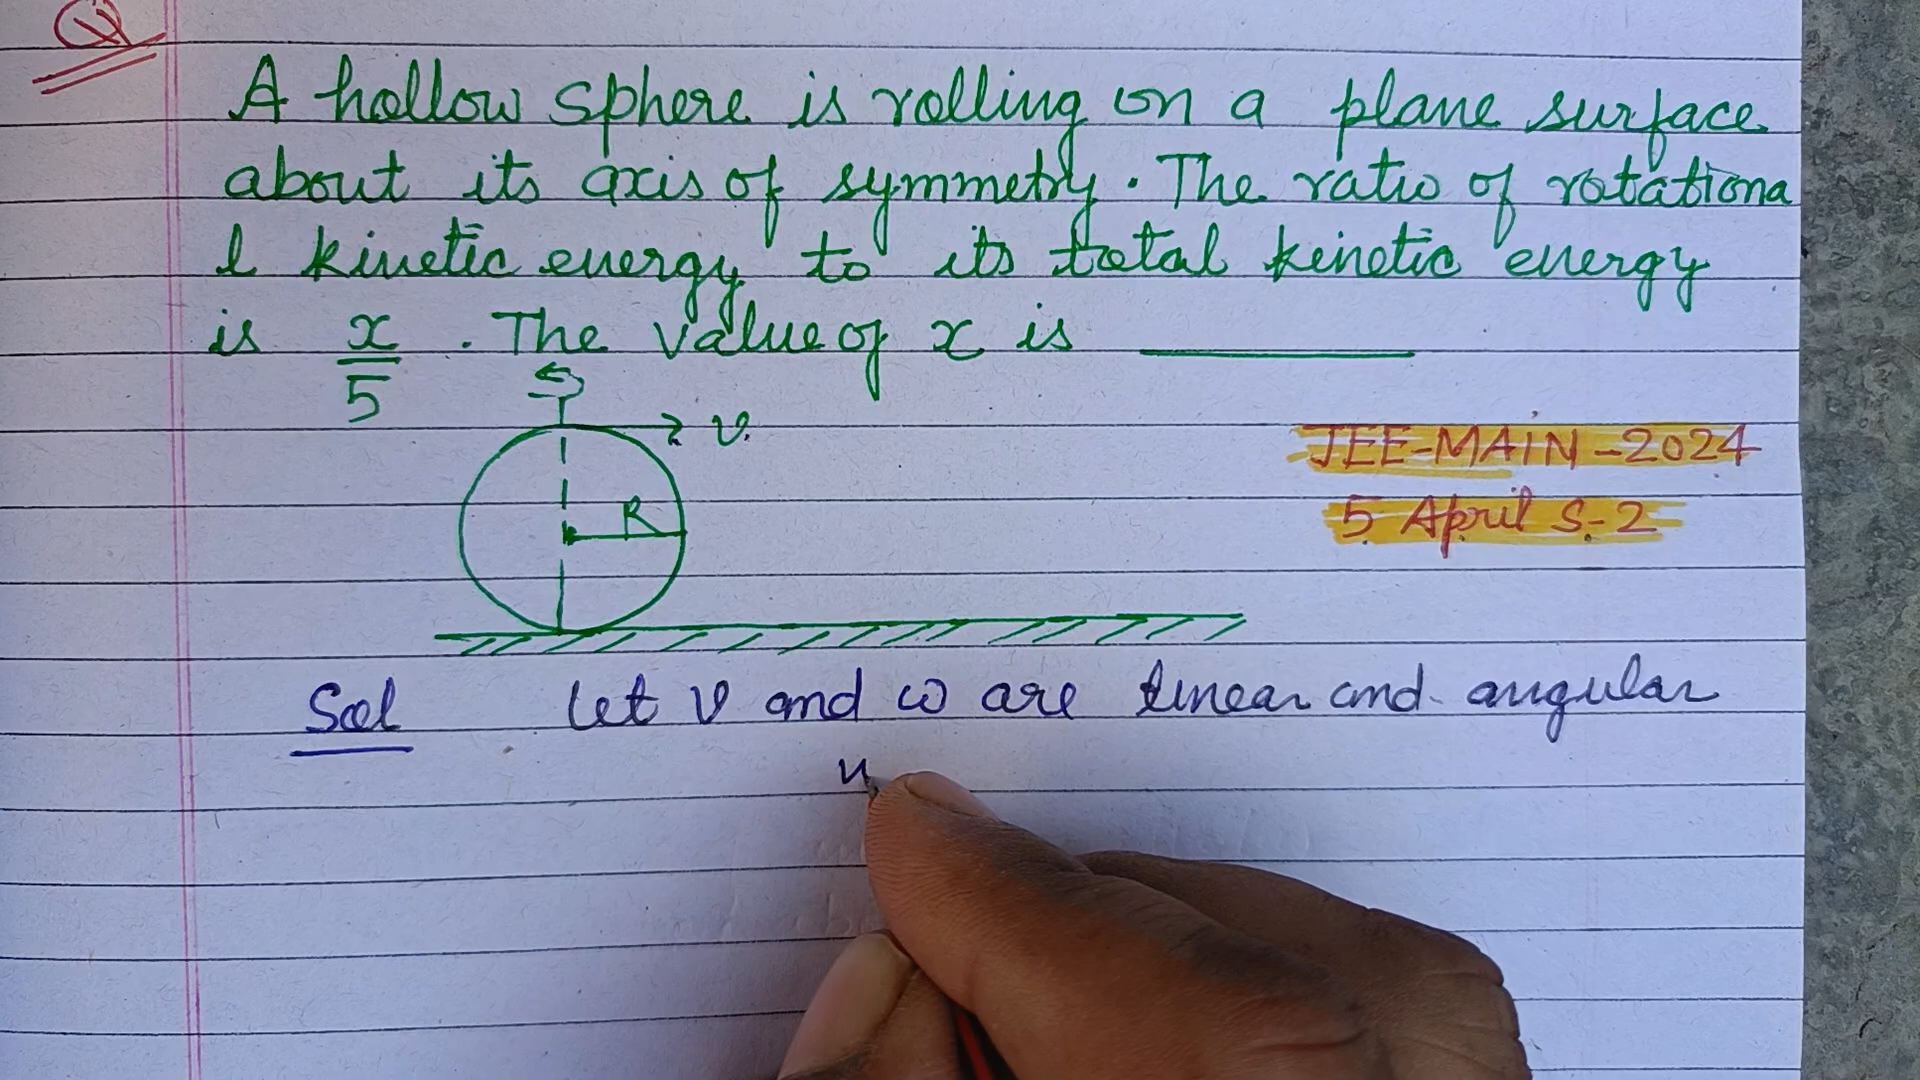 Q
A hollow sphere is rolling on a plane surface
about its axis of symmetry. The ratio of rotationa
l kinetic energy to its total kinetic energy
is x/5 . The value of x is ______
v.
R
JEE-MAIN-2024
5 April S-2
Sol let v and ω are linear and angular